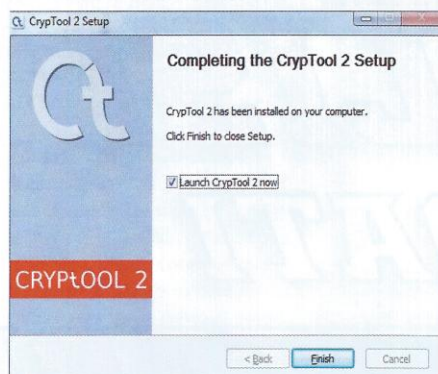 CrypTool 2 Setup
Completing the CrypTool 2 Setup
CrypTool 2 has been installed on your computer.
Click Finish to close Setup.
Launch CrypTool 2 now
Ct
CRYPtOOL 2
< Back
Finish
Cancel